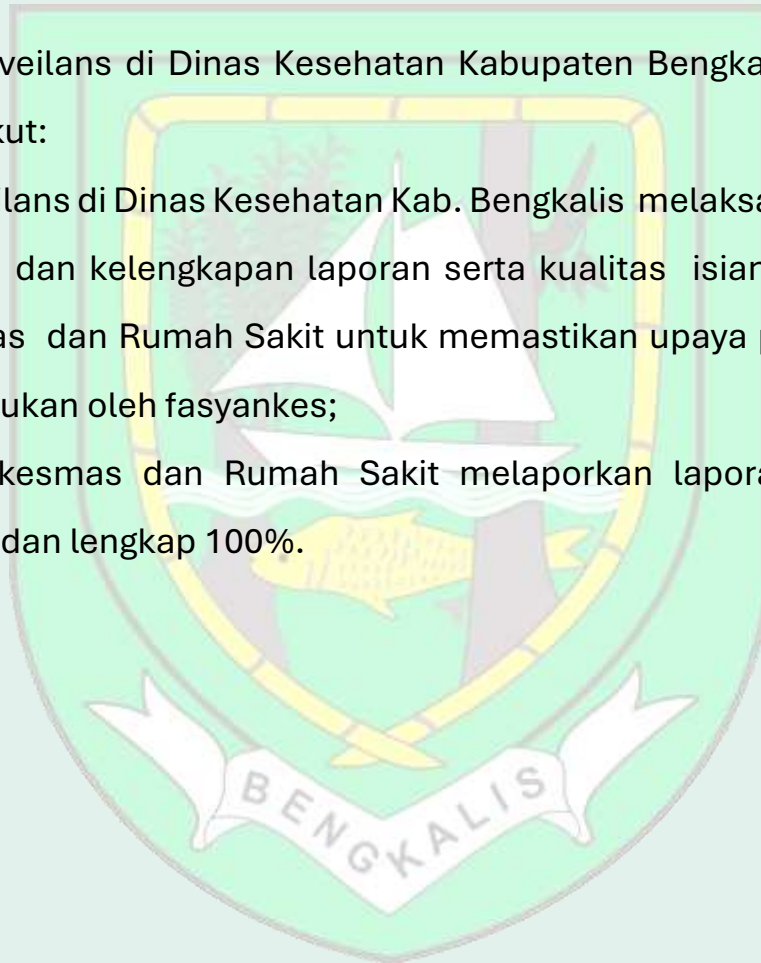 veilans di Dinas Kesehatan Kabupaten Bengka
kut:
ilans di Dinas Kesehatan Kab. Bengkalis melaksa
dan kelengkapan laporan serta kualitas isian
as dan Rumah Sakit untuk memastikan upaya p
ukan oleh fasyankes;
kesmas dan Rumah Sakit melaporkan lapora
dan lengkap 100%.
BENGKALIS